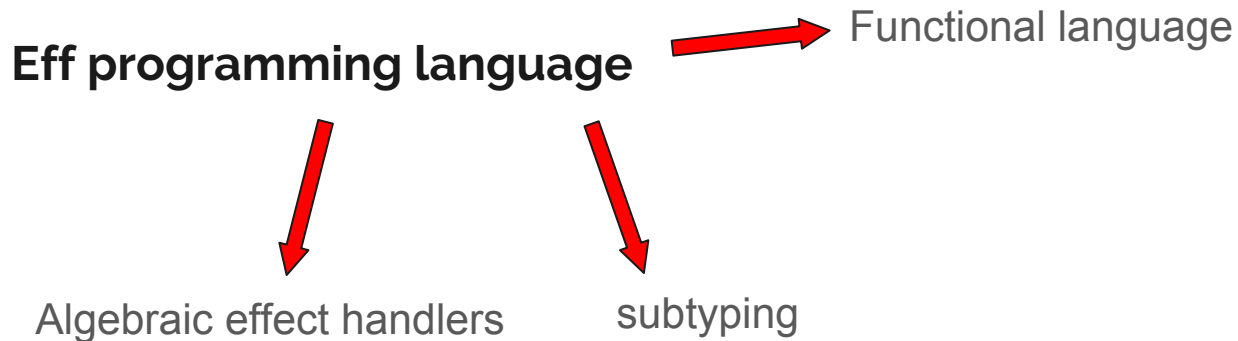 Functional language
Eff programming language
Algebraic effect handlers
subtyping